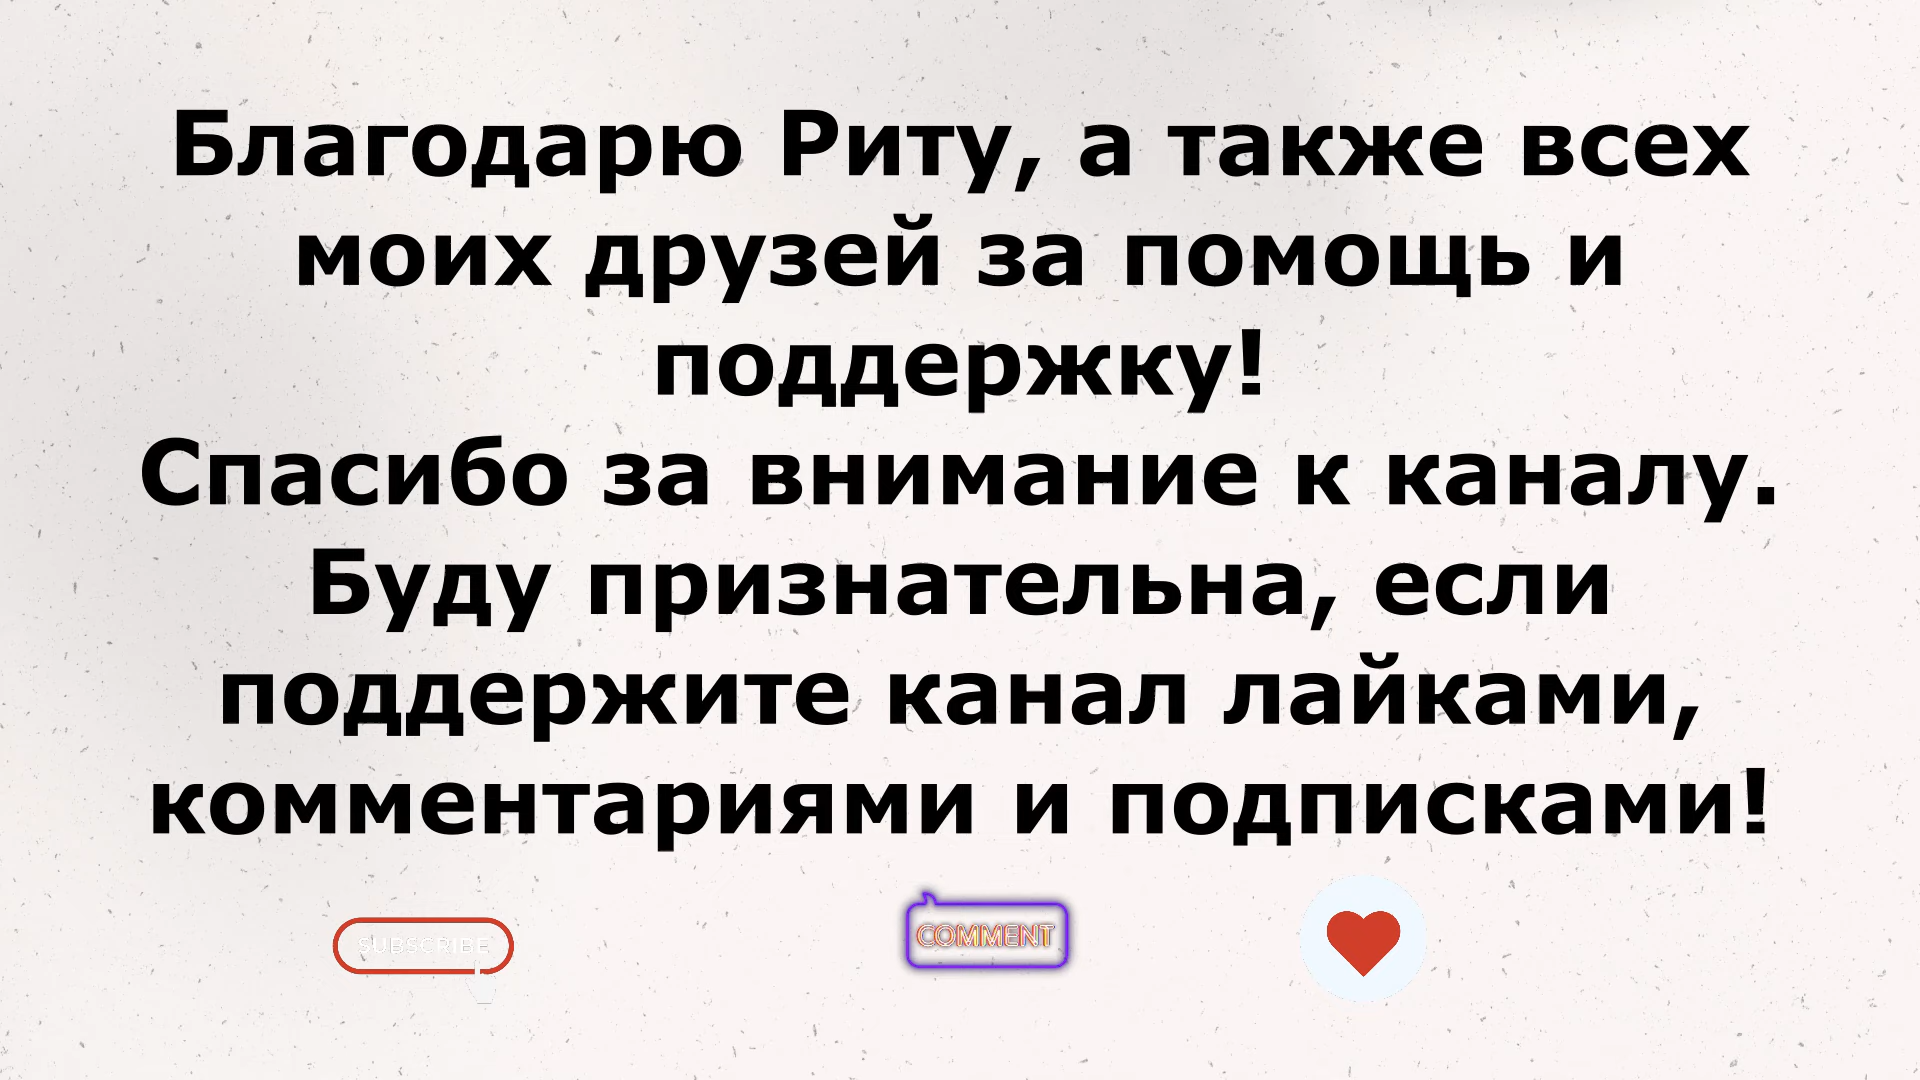 Благодарю Риту, а также всех
моих друзей за помощь и
поддержку!
Спасибо за внимание к каналу.
Буду признательна, если
поддержите канал лайками,
комментариями и подписками!
SUBSCRIBE
COMMENT